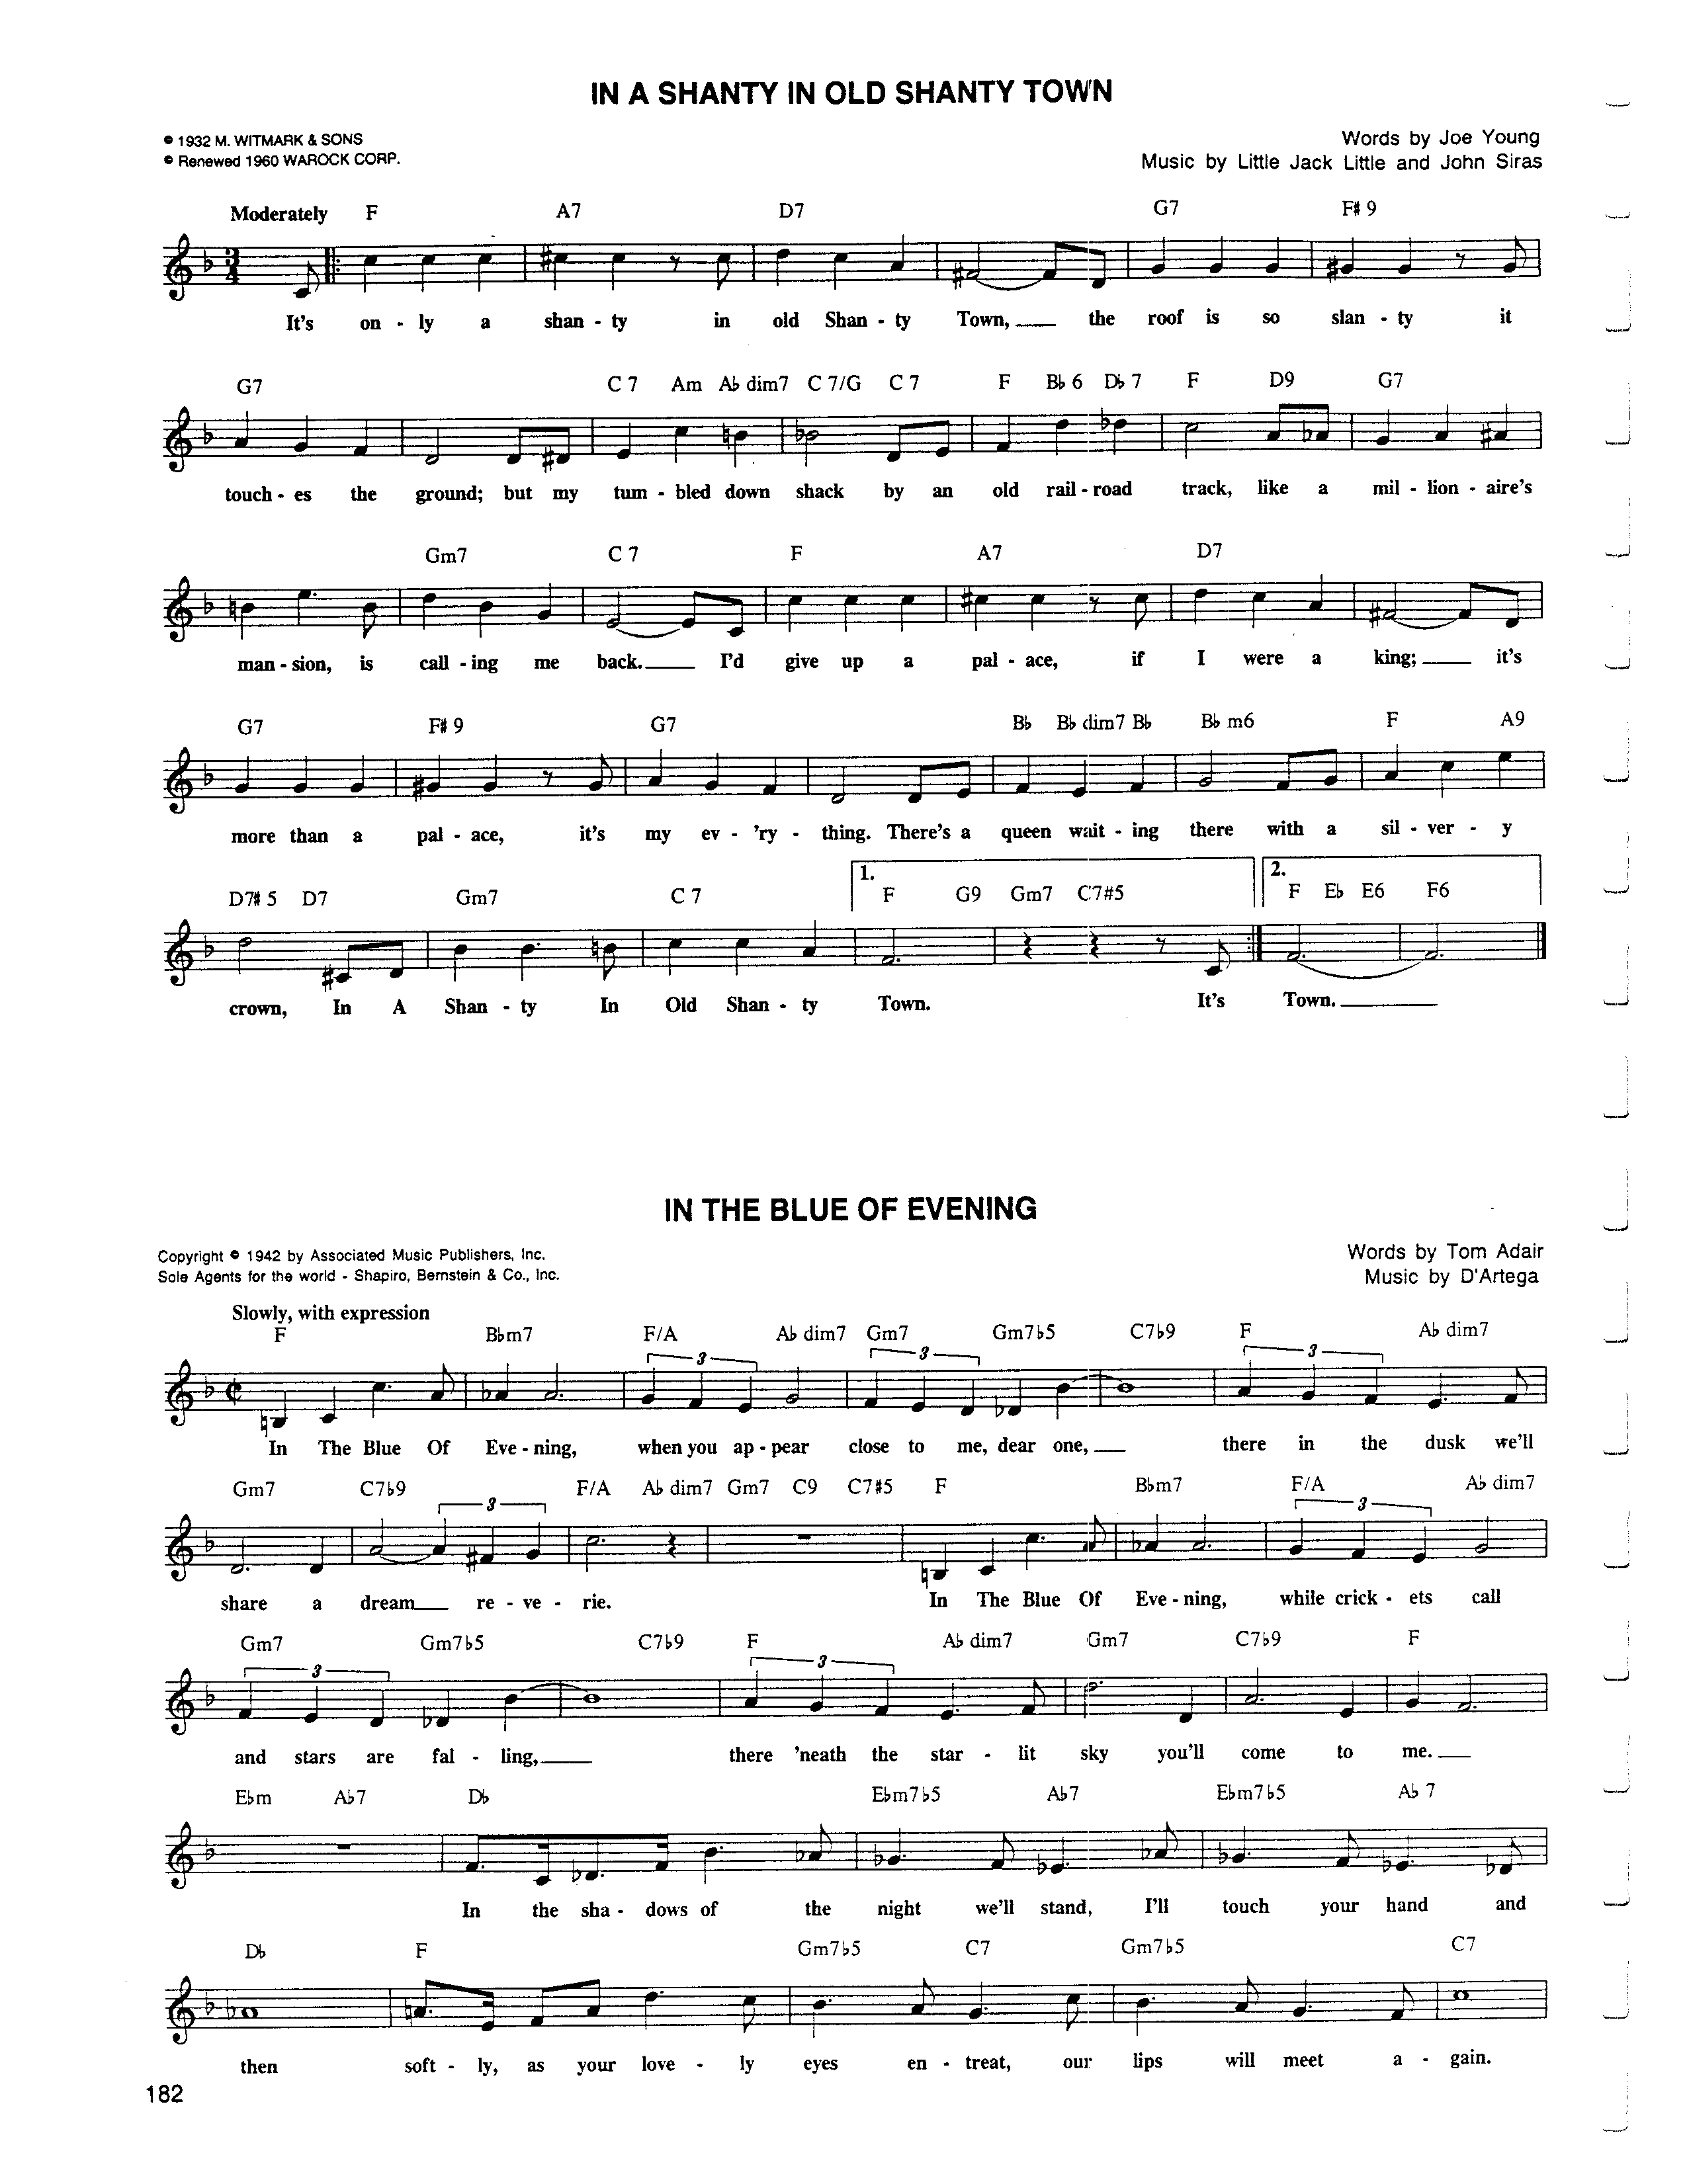 IN A SHANTY IN OLD SHANTY TOWN
© 1932 M. WITMARK & SONS
© Renewed 1960 WAROCK CORP.
Words by Joe Young
Music by Little Jack Little and John Siras
Moderately F A7 D7 G7 F#9
It's on - ly a shan - ty in old Shan - ty Town, the roof is so slan - ty it
G7 C7 Am A♭dim7 C7/G C7 F B♭6 D♭7 F D9 G7
touch - es the ground; but my tum - bled down shack by an old rail - road track, like a mil - lion - aire's
Gm7 C7 F A7 D7
man - sion, is call - ing me back. I'd give up a pal - ace, if I were a king; it's
G7 F#9 G7 B♭ B♭dim7 B♭ B♭m6 F A9
more than a pal - ace, it's my ev - 'ry - thing. There's a queen wait - ing there with a sil - ver - y
1. 2.
D7#5 D7 Gm7 C7 F G9 Gm7 C7#5 F E♭ E6 F6
crown, In A Shan - ty In Old Shan - ty Town. It's Town.
IN THE BLUE OF EVENING
Copyright © 1942 by Associated Music Publishers, Inc.
Sole Agents for the world - Shapiro, Bernstein & Co., Inc.
Words by Tom Adair
Music by D'Artega
Slowly, with expression
F B♭m7 F/A A♭dim7 Gm7 Gm7♭5 C7♭9 F A♭dim7
3 3 3
In The Blue Of Eve - ning, when you ap - pear close to me, dear one, there in the dusk we'll
Gm7 C7♭9 F/A A♭dim7 Gm7 C9 C7#5 F B♭m7 F/A A♭dim7
3 3
share a dream re - ve - rie. In The Blue Of Eve - ning, while crick - ets call
Gm7 Gm7♭5 C7♭9 F A♭dim7 Gm7 C7♭9 F
3 3
and stars are fal - ling, there 'neath the star - lit sky you'll come to me.
E♭m A♭7 D♭ E♭m7♭5 A♭7 E♭m7♭5 A♭7
In the sha - dows of the night we'll stand, I'll touch your hand and
D♭ F Gm7♭5 C7 Gm7♭5 C7
then soft - ly, as your love - ly eyes en - treat, our lips will meet a - gain.
182